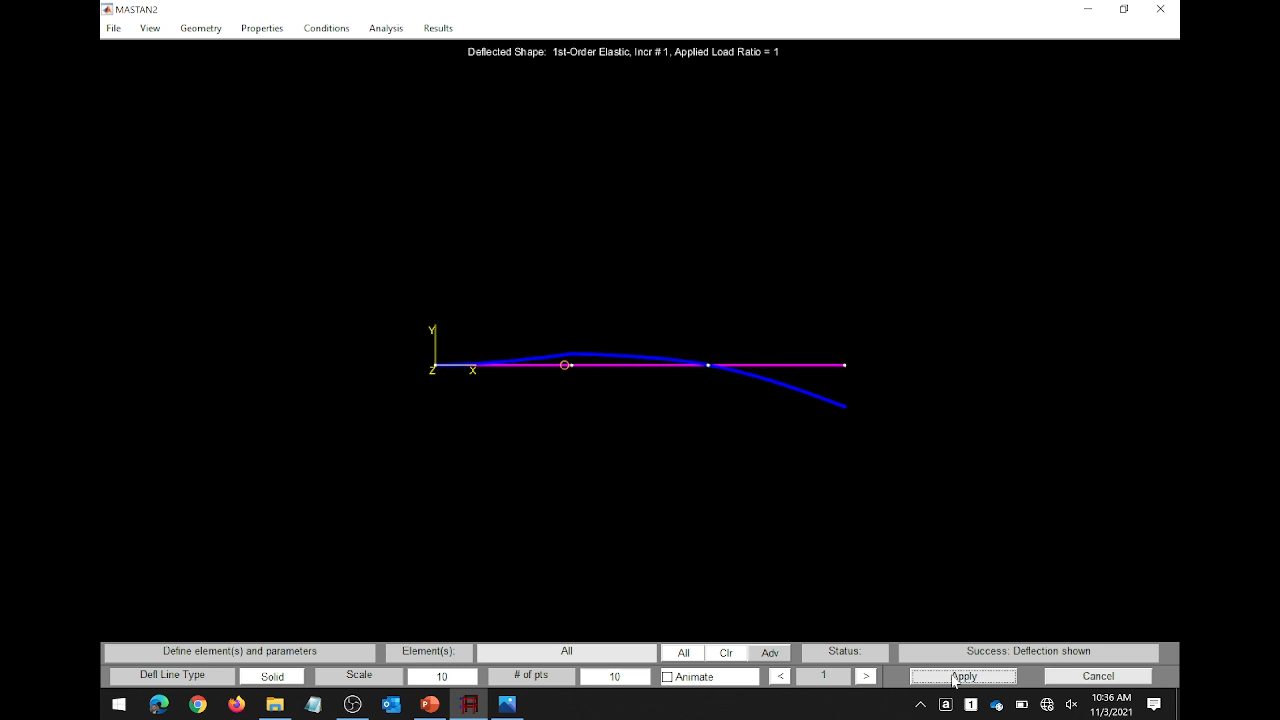 MASTAN2
File View Geometry Properties Conditions Analysis Results
Deflected Shape: 1st-Order Elastic, Incr # 1, Applied Load Ratio = 1
Y
Z X
Define element(s) and parameters Element(s): All All Clr Adv Status: Success: Deflection shown
Defl Line Type Solid Scale 10 # of pts 10 Animate < 1 > Apply Cancel
10:36 AM
11/3/2021